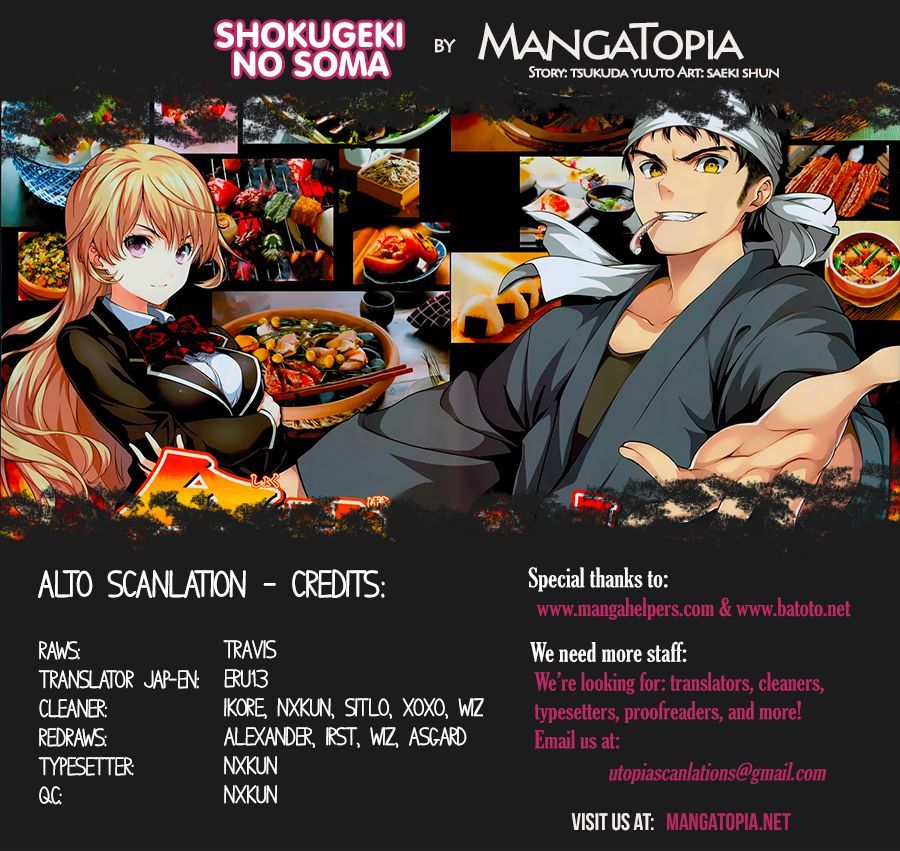 SHOKUGEKI
NO SOMA
BY MANGATOPIA
STORY: TSUKUDA YUUTO ART: SAEKI SHUN
しょく
ALTO SCANLATION - CREDITS:
RAWS: TRAVIS
TRANSLATOR JAP-EN: ERU13
CLEANER: IKORE, NXKUN, SITLO, XOXO, WIZ
REDRAWS: ALEXANDER, IRST, WIZ, ASGARD
TYPESETTER: NXKUN
QC: NXKUN
Special thanks to:
www.mangahelpers.com & www.batoto.net
We need more staff:
We're looking for: translators, cleaners,
typesetters, proofreaders, and more!
Email us at:
utopiascanlations@gmail.com
VISIT US AT: MANGATOPIA.NET